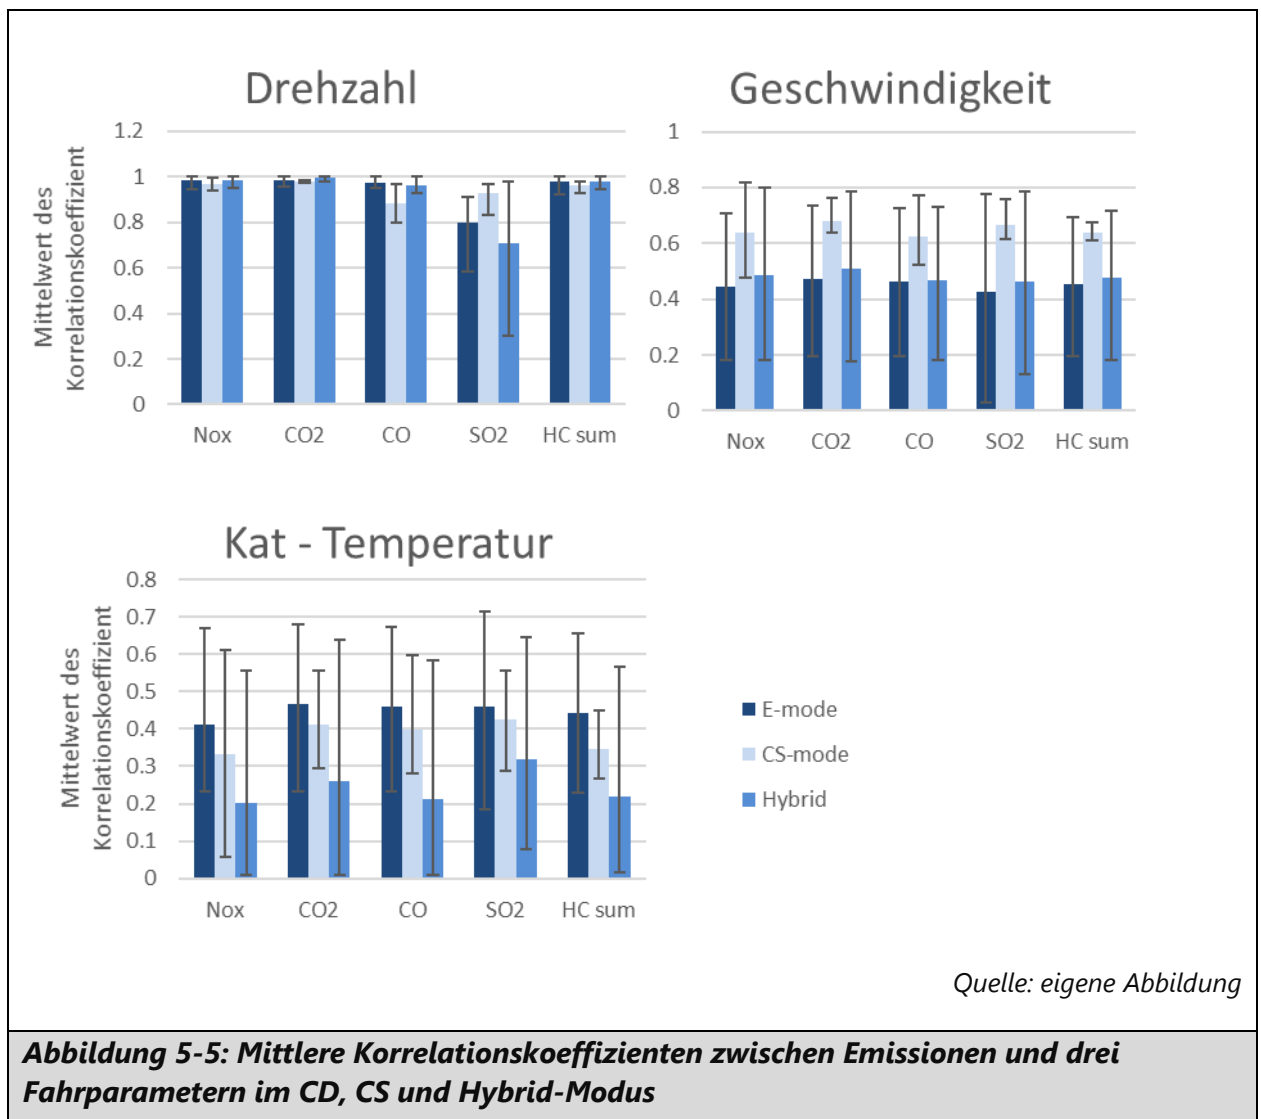 Drehzahl
Mittelwert des
Korrelationskoeffizient
1.2
1
0.8
0.6
0.4
0.2
0
Nox CO2 CO SO2 HC sum
Geschwindigkeit
1
0.8
0.6
0.4
0.2
0
Nox CO2 CO SO2 HC sum
Kat - Temperatur
Mittelwert des
Korrelationskoeffizient
0.8
0.7
0.6
0.5
0.4
0.3
0.2
0.1
0
Nox CO2 CO SO2 HC sum
E-mode
CS-mode
Hybrid
Quelle: eigene Abbildung
Abbildung 5-5: Mittlere Korrelationskoeffizienten zwischen Emissionen und drei
Fahrparametern im CD, CS und Hybrid-Modus